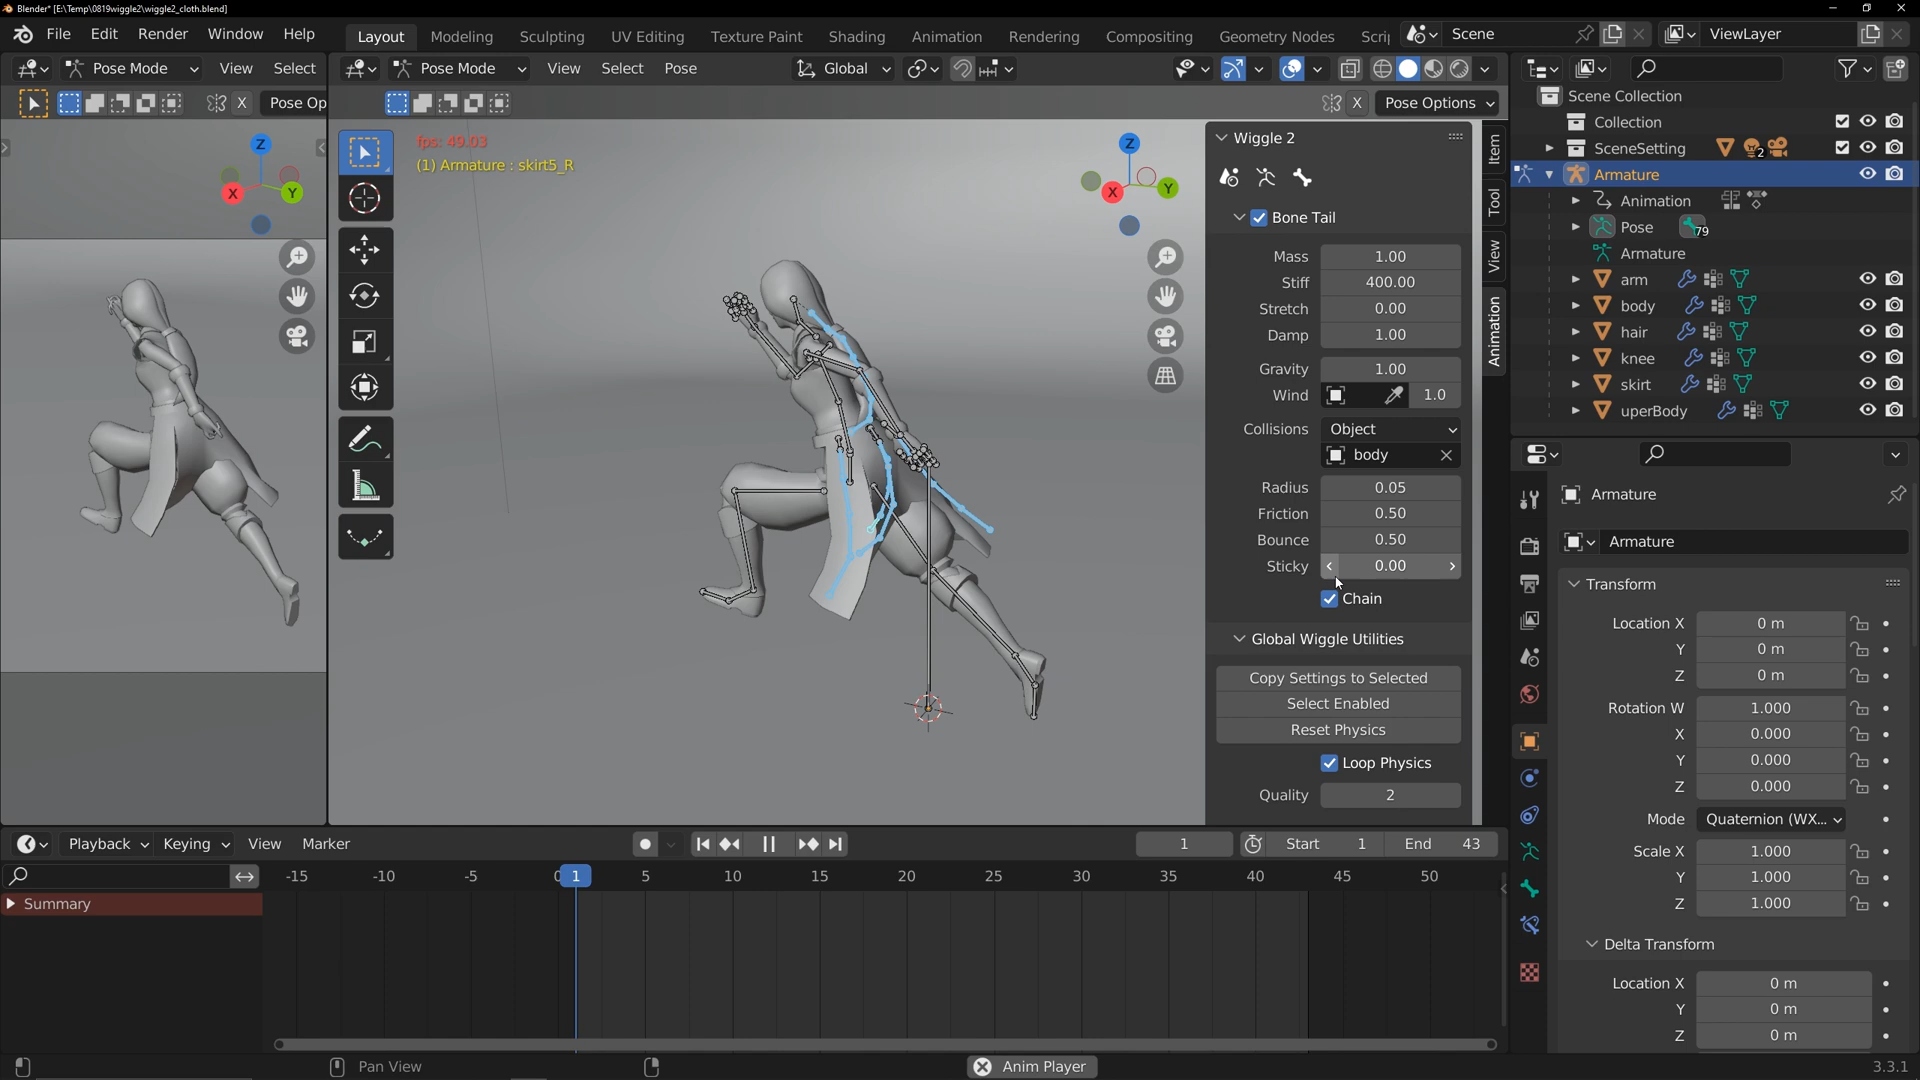 Blender* [E:\Temp\0819wiggle2\wiggle2_cloth.blend]
File Edit Render Window Help
Layout Modeling Sculpting UV Editing Texture Paint Shading Animation Rendering Compositing Geometry Nodes Scrip
Scene
ViewLayer
Pose Mode View Select
Pose Mode View Select Pose
Global
X Pose Op
X Pose Options
fps: 49.03
(1) Armature : skirt5_R
Z
X
Y
Z
X
Y
Wiggle 2
Bone Tail
Mass 1.00
Stiff 400.00
Stretch 0.00
Damp 1.00
Gravity 1.00
Wind 1.0
Collisions Object
body
Radius 0.05
Friction 0.50
Bounce 0.50
Sticky 0.00
Chain
Global Wiggle Utilities
Copy Settings to Selected
Select Enabled
Reset Physics
Loop Physics
Quality 2
Item
Tool
View
Animation
Scene Collection
Collection
SceneSetting 2
Armature
Animation
Pose 79
Armature
arm
body
hair
knee
skirt
uperBody
Armature
Armature
Transform
Location X 0 m
Y 0 m
Z 0 m
Rotation W 1.000
X 0.000
Y 0.000
Z 0.000
Mode Quaternion (WX...
Scale X 1.000
Y 1.000
Z 1.000
Delta Transform
Location X 0 m
Y 0 m
Z 0 m
Playback Keying View Marker
1 Start 1 End 43
-15 -10 -5 0 1 5 10 15 20 25 30 35 40 45 50
Summary
Pan View
Anim Player
3.3.1